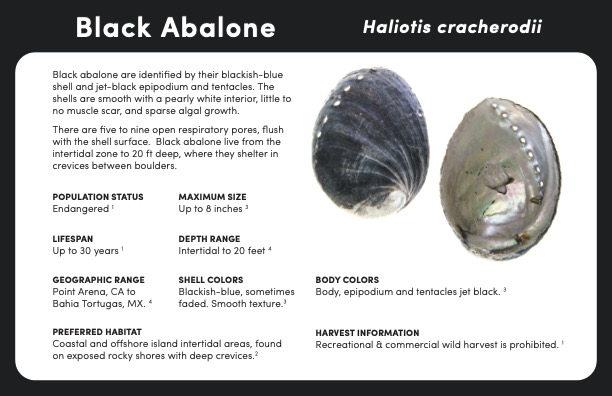 Black Abalone
Haliotis cracherodii
Black abalone are identified by their blackish-blue
shell and jet-black epipodium and tentacles. The
shells are smooth with a pearly white interior, little to
no muscle scar, and sparse algal growth.
There are five to nine open respiratory pores, flush
with the shell surface.  Black abalone live from the
intertidal zone to 20 ft deep, where they shelter in
crevices between boulders.
POPULATION STATUS
Endangered ¹
MAXIMUM SIZE
Up to 8 inches ³
LIFESPAN
Up to 30 years ¹
DEPTH RANGE
Intertidal to 20 feet ⁴
GEOGRAPHIC RANGE
Point Arena, CA to
Bahia Tortugas, MX. ⁴
SHELL COLORS
Blackish-blue, sometimes
faded. Smooth texture.³
BODY COLORS
Body, epipodium and tentacles jet black. ³
PREFERRED HABITAT
Coastal and offshore island intertidal areas, found
on exposed rocky shores with deep crevices.²
HARVEST INFORMATION
Recreational & commercial wild harvest is prohibited. ¹